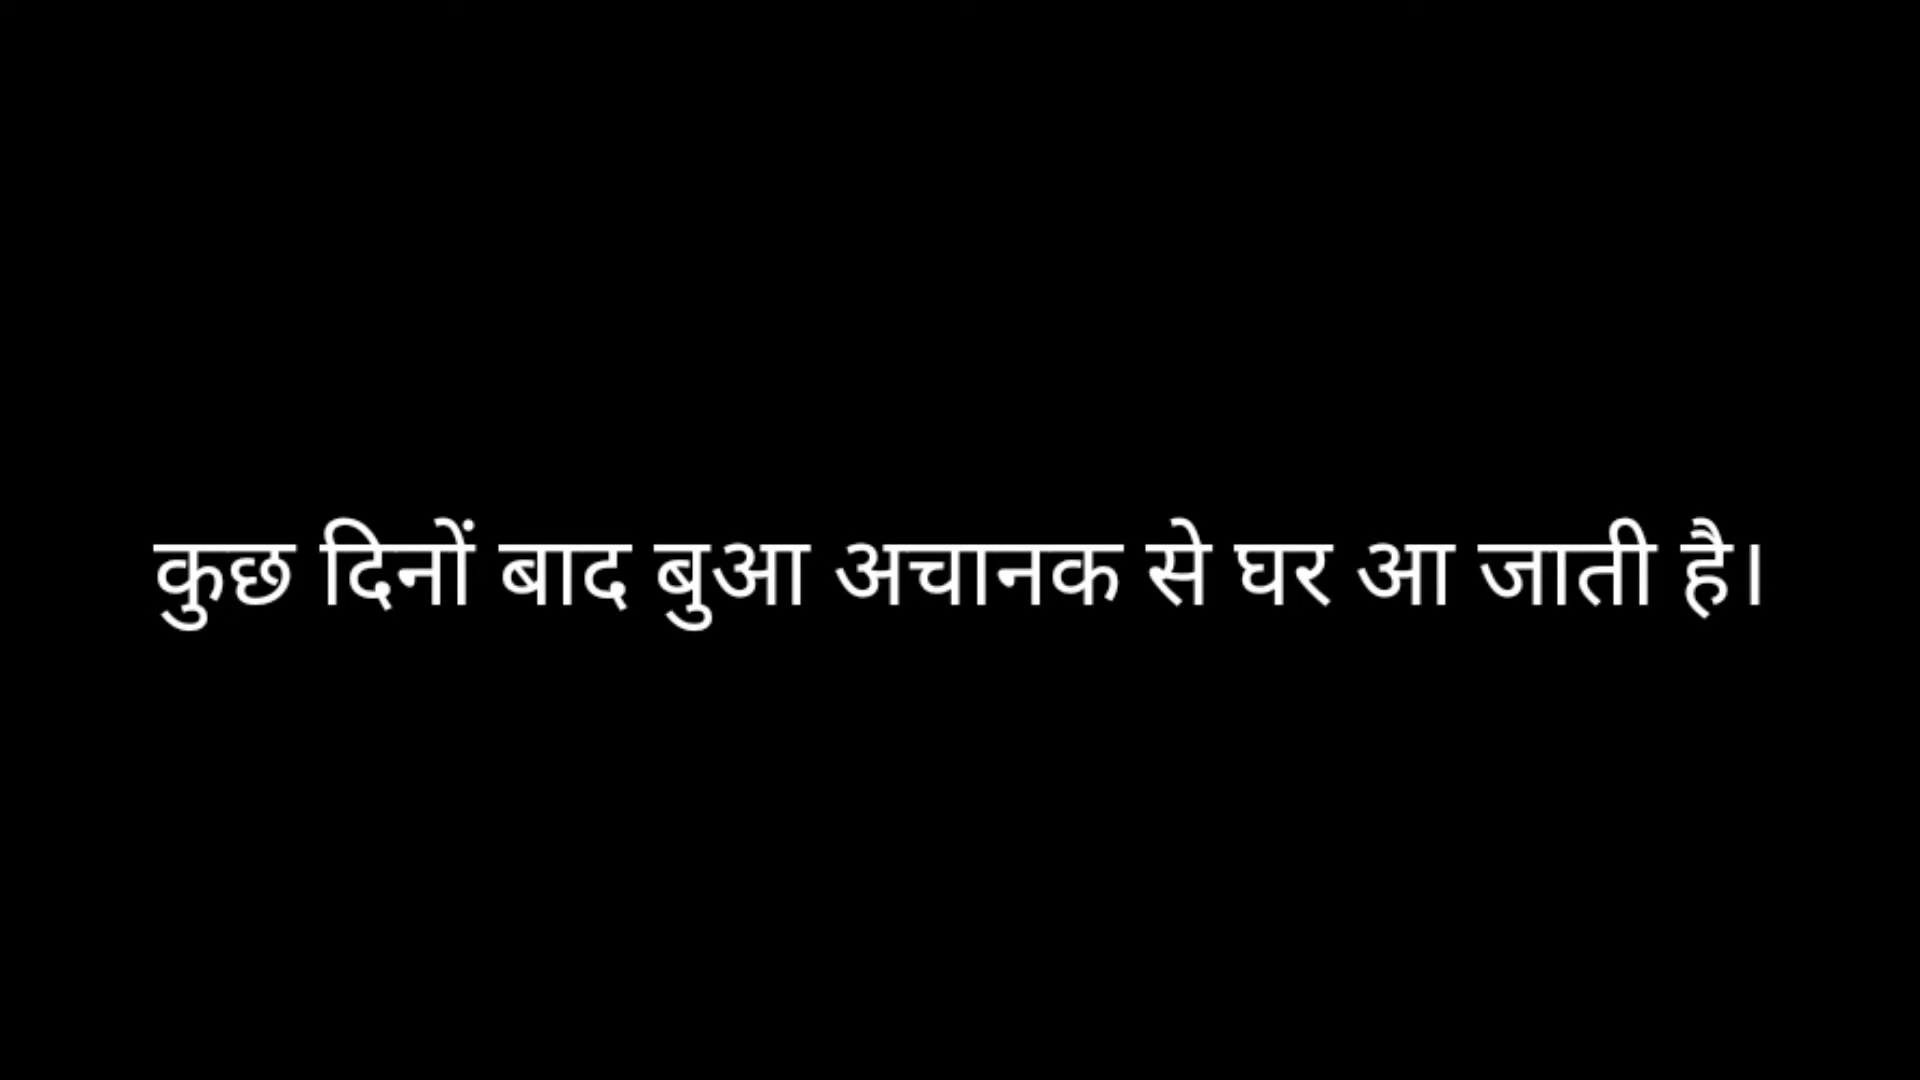 कुछ दिनों बाद बुआ अचानक से घर आ जाती है।